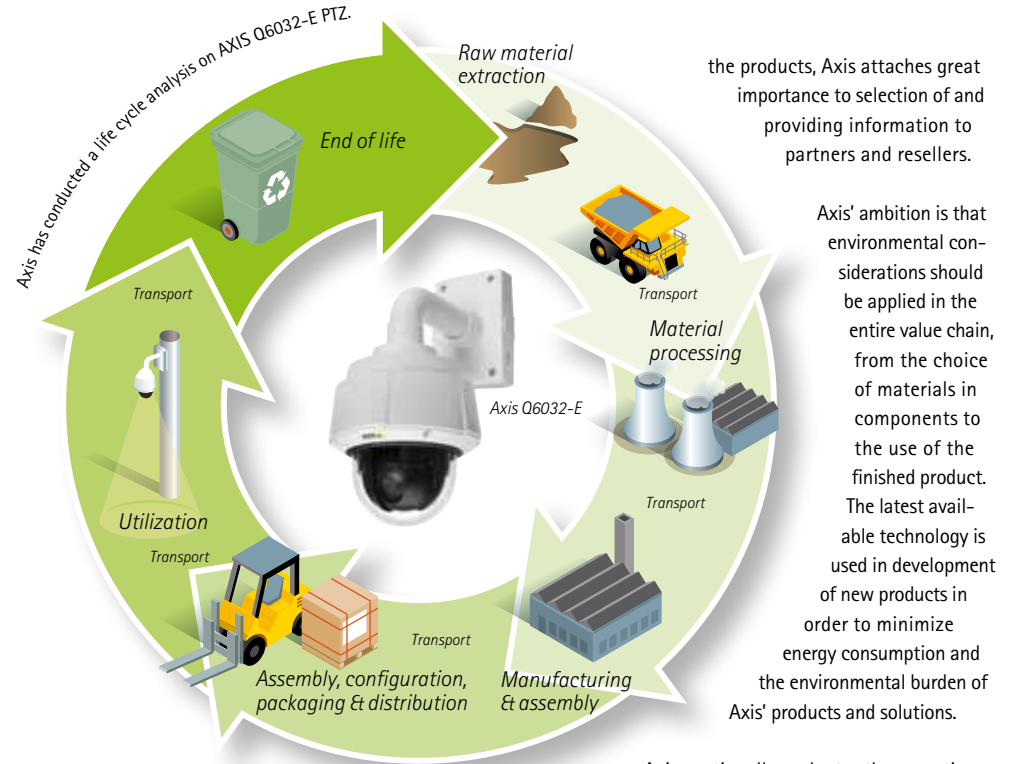 Axis has conducted a life cycle analysis on AXIS Q6032-E PTZ.
End of life
Raw material
extraction
Transport
Material
processing
Transport
Manufacturing
& assembly
Transport
Assembly, configuration,
packaging & distribution
Transport
Utilization
Transport
Axis Q6032-E
the products, Axis attaches great
importance to selection of and
providing information to
partners and resellers.
Axis’ ambition is that
environmental con-
siderations should
be applied in the
entire value chain,
from the choice
of materials in
components to
the use of the
finished product.
The latest avail-
able technology is
used in development
of new products in
order to minimize
energy consumption and
the environmental burden of
Axis’ products and solutions.